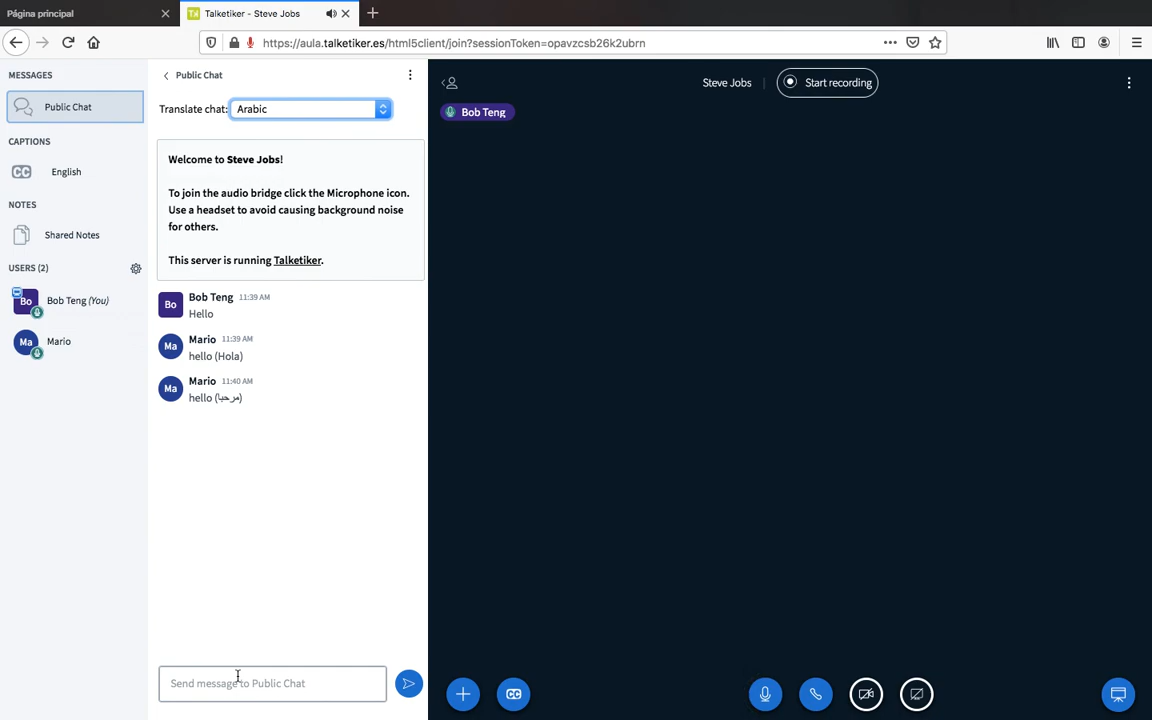 Página principal
Talketiker - Steve Jobs
https://aula.talketiker.es/html5client/join?sessionToken=opavzcsb26k2ubrn
MESSAGES
Public Chat
CAPTIONS
English
NOTES
Shared Notes
USERS (2)
Bo
Bob Teng (You)
Ma
Mario
Public Chat
Translate chat: Arabic
Welcome to Steve Jobs!
To join the audio bridge click the Microphone icon.
Use a headset to avoid causing background noise
for others.
This server is running Talketiker.
Bo
Bob Teng 11:39 AM
Hello
Ma
Mario 11:39 AM
hello (Hola)
Ma
Mario 11:40 AM
hello (مرحبا)
Send message to Public Chat
Steve Jobs
Start recording
Bob Teng
CC
CC